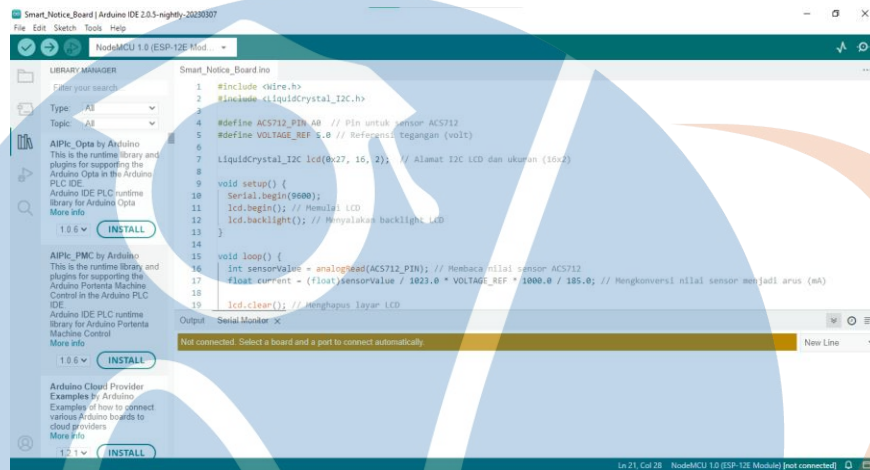 Smart_Notice_Board | Arduino IDE 2.0.5-nightly-20230307
File Edit Sketch Tools Help
NodeMCU 1.0 (ESP-12E Mod...
LIBRARY MANAGER
Filter your search...
Type: All
Topic: All
AIPlc_Opta by Arduino
This is the runtime library and
plugins for supporting the
Arduino Opta in the Arduino
PLC IDE.
Arduino IDE PLC runtime
library for Arduino Opta
More info
1.0.6 INSTALL
AIPlc_PMC by Arduino
This is the runtime library and
plugins for supporting the
Arduino Portenta Machine
Control in the Arduino PLC
IDE.
Arduino IDE PLC runtime
library for Arduino Portenta
Machine Control
More info
1.0.6 INSTALL
Arduino Cloud Provider
Examples by Arduino
Examples of how to connect
various Arduino boards to
cloud providers
More info
1.2.1 INSTALL
Smart_Notice_Board.ino
1 #include <Wire.h>
2 #include <LiquidCrystal_I2C.h>
3
4 #define ACS712_PIN A0 // Pin untuk sensor ACS712
5 #define VOLTAGE_REF 5.0 // Referensi tegangan (volt)
6
7 LiquidCrystal_I2C lcd(0x27, 16, 2); // Alamat I2C LCD dan ukuran (16x2)
8
9 void setup() {
10 Serial.begin(9600);
11 lcd.begin(); // Memulai LCD
12 lcd.backlight(); // Menyalakan backlight LCD
13 }
14
15 void loop() {
16 int sensorValue = analogRead(ACS712_PIN); // Membaca nilai sensor ACS712
17 float current = (float)sensorValue / 1023.0 * VOLTAGE_REF * 1000.0 / 185.0; // Mengkonversi nilai sensor menjadi arus (mA)
18
19 lcd.clear(); // Menghapus layar LCD
Output Serial Monitor
Not connected. Select a board and a port to connect automatically.
New Line
Ln 21, Col 28 NodeMCU 1.0 (ESP-12E Module) [not connected]